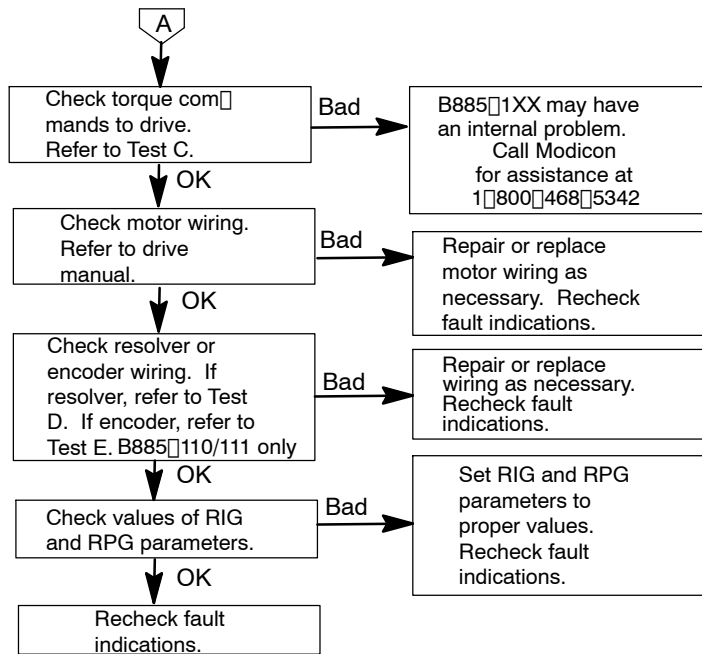 A
Check torque com▯
mands to drive.
Refer to Test C.
Bad
B885▯1XX may have
an internal problem.
Call Modicon
for assistance at
1▯800▯468▯5342
OK
Check motor wiring.
Refer to drive
manual.
Bad
Repair or replace
motor wiring as
necessary. Recheck
fault indications.
OK
Check resolver or
encoder wiring. If
resolver, refer to Test
D. If encoder, refer to
Test E. B885▯110/111 only
Bad
Repair or replace
wiring as necessary.
Recheck fault
indications.
OK
Check values of RIG
and RPG parameters.
Bad
Set RIG and RPG
parameters to
proper values.
Recheck fault
indications.
OK
Recheck fault
indications.